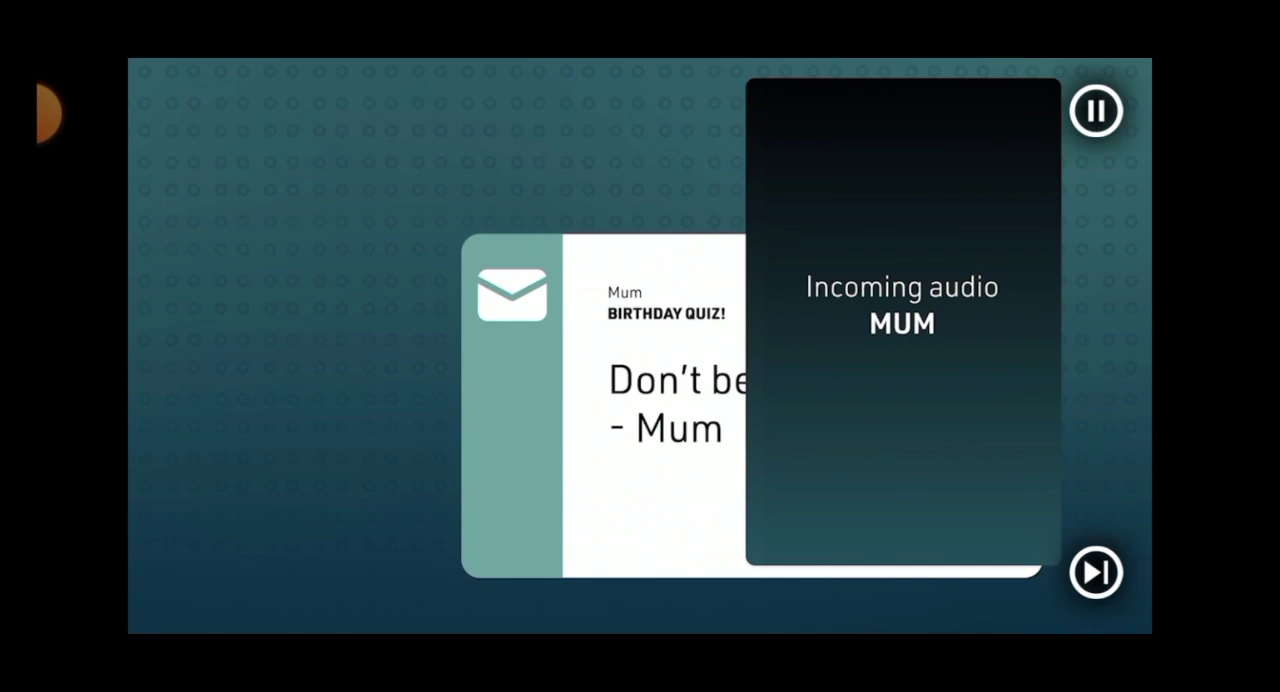 Mum
BIRTHDAY QUIZ!
Don't be
- Mum
Incoming audio
MUM